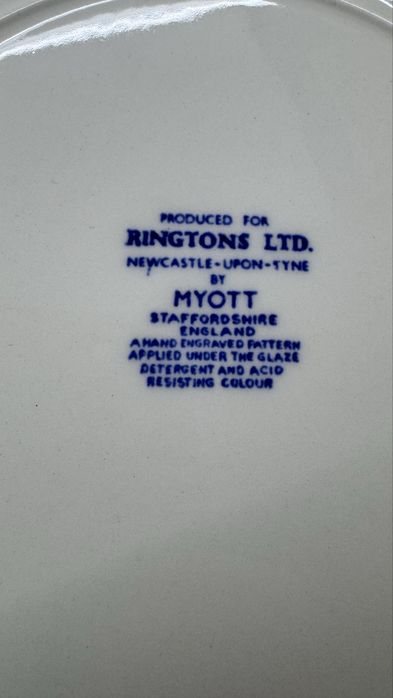 PRODUCED FOR
RINGTONS LTD.
NEWCASTLE-UPON-TYNE
BY
MYOTT
STAFFORDSHIRE
ENGLAND
A HAND ENGRAVED PATTERN
APPLIED UNDER THE GLAZE
DETERGENT AND ACID
RESISTING COLOUR